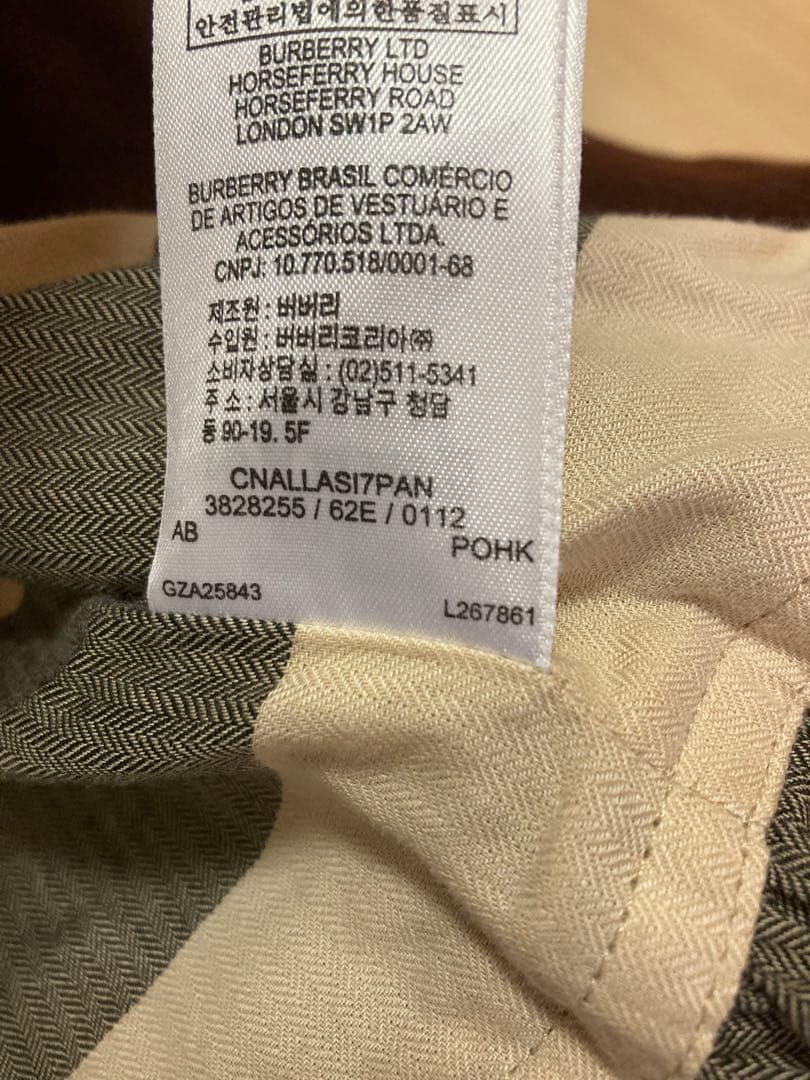 안전관리법에의한품질표시
BURBERRY LTD
HORSEFERRY HOUSE
HORSEFERRY ROAD
LONDON SW1P 2AW
BURBERRY BRASIL COMÉRCIO
DE ARTIGOS DE VESTUÁRIO E
ACESSÓRIOS LTDA.
CNPJ: 10.770.518/0001-68
제조원 : 버버리
수입원 : 버버리코리아㈜
소비자상담실 : (02)511-5341
주 소 : 서울시 강남구 청담
동 90-19. 5F
CNALLASI7PAN
3828255 / 62E / 0112
AB
POHK
GZA25843
L267861